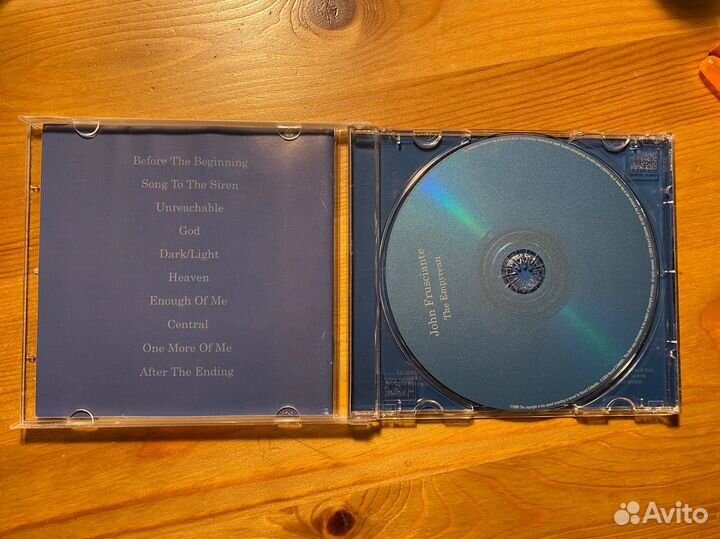 Before The Beginning
Song To The Siren
Unreachable
God
Dark/Light
Heaven
Enough Of Me
Central
One More Of Me
After The Ending
John Frusciante
The Empyrean
Avito